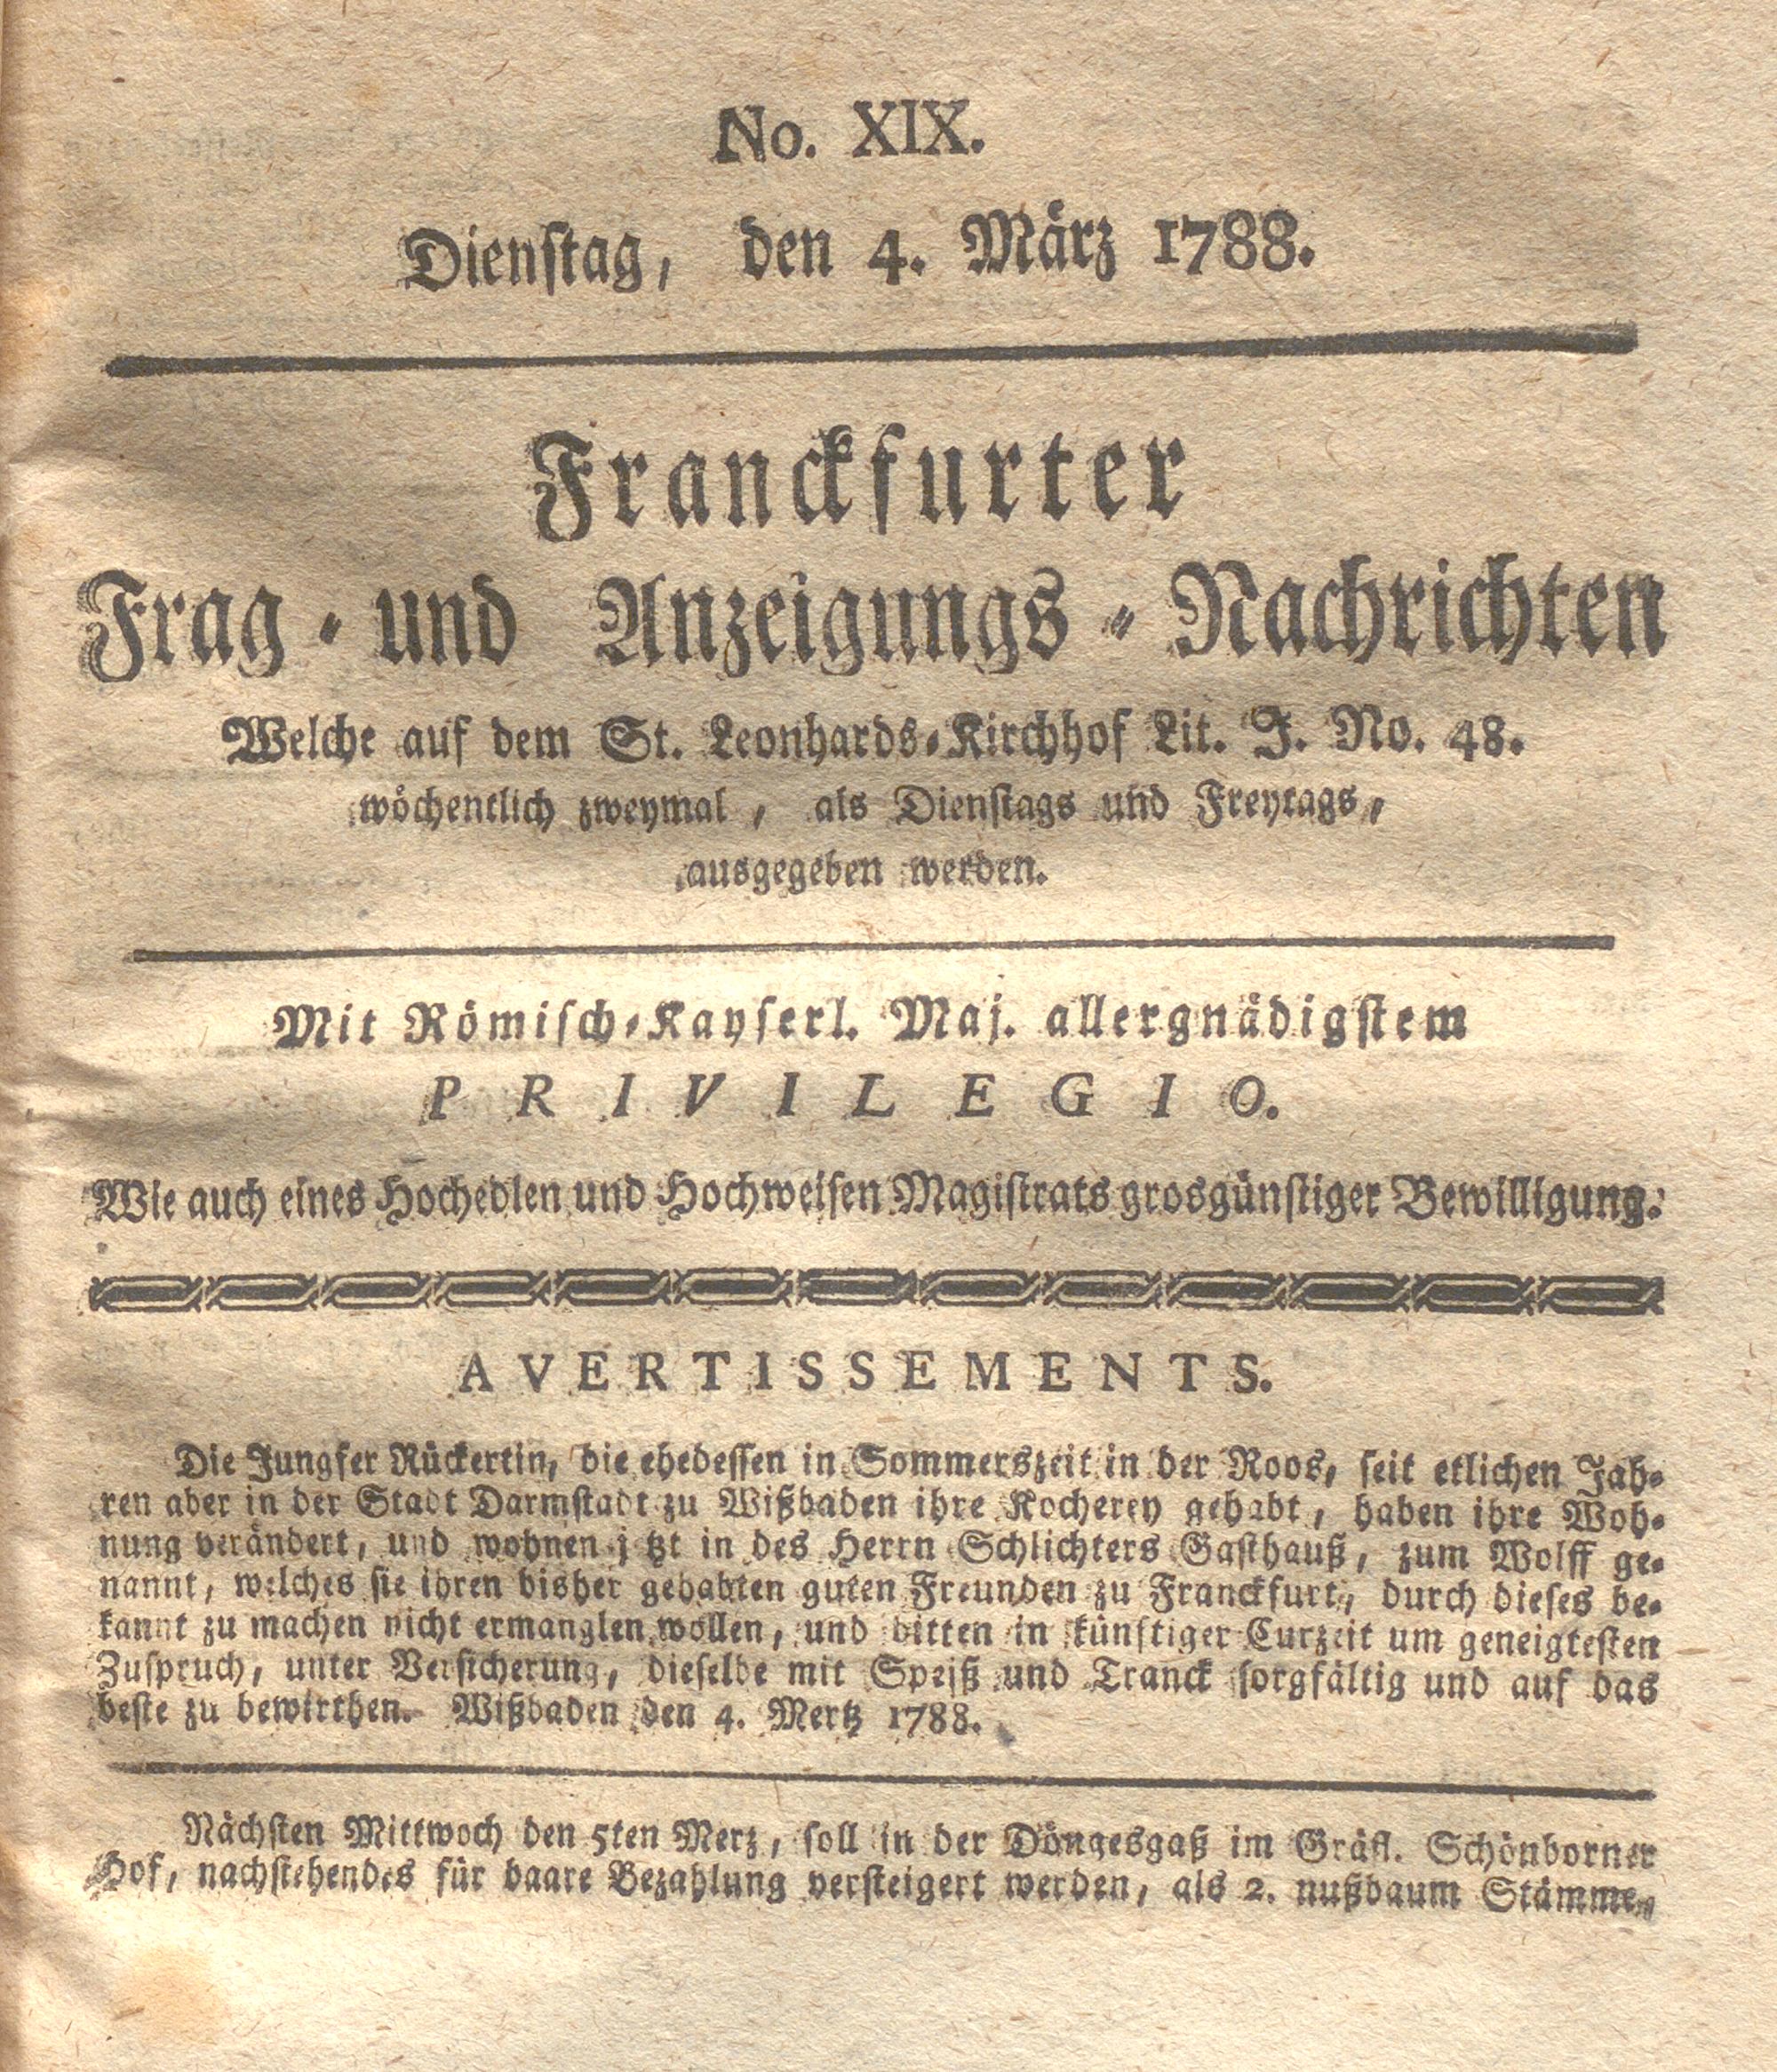 No. XIX.
Dienstag, den 4. März 1788.
Franckfurter
Frag - und Anzeigungs - Nachrichten
Welche auf dem St. Leonhards-Kirchhof Lit. J. No. 48.
wöchentlich zweymal, als Dienstags und Freytags,
ausgegeben werden.
Mit Römisch-Kayserl. Maj. allergnädigstem
PRIVILEGIO.
Wie auch eines Hochedlen und Hochweisen Magistrats grosgünstiger Bewilligung.
AVERTISSEMENTS.
Die Jungfer Rückertin, die ehedessen in Sommerszeit in der Roos, seit etlichen Jah-
ren aber in der Stadt Darmstadt zu Wißbaden ihre Kocherey gehabt, haben ihre Woh-
nung verändert, und wohnen j tzt in des Herrn Schlichters Gasthauß, zum Wolff ge-
nannt, welches sie ihren bisher gehabten guten Freunden zu Franckfurt, durch dieses be-
kannt zu machen nicht ermanglen wollen, und bitten in künftiger Curzeit um geneigtesten
Zuspruch, unter Versicherung, dieselbe mit Speiß und Tranck sorgfältig und auf das
beste zu bewirthen. Wißbaden den 4. Mertz 1788.
Nächsten Mittwoch den 5ten Merz, soll in der Döngesgaß im Gräfl. Schönborner
Hof, nachstehendes für baare Bezahlung versteigert werden, als 2. nußbaum Stämme,